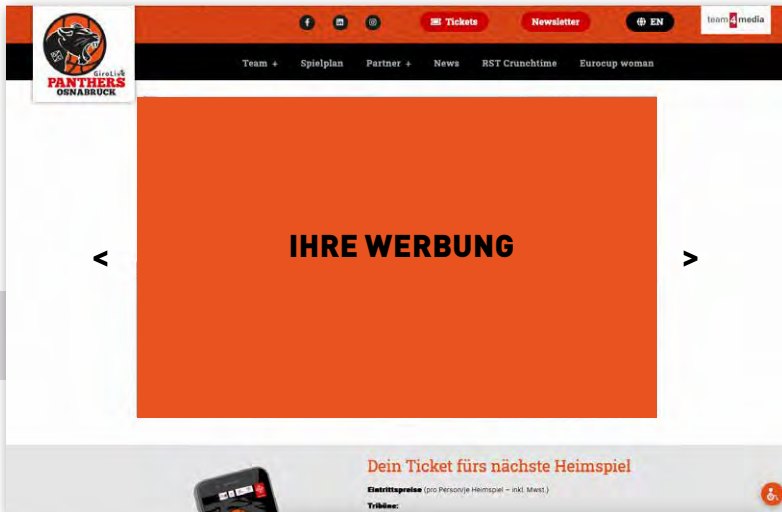 Tickets
Newsletter
EN
team4media
GiroLive
PANTHERS
OSNABRÜCK
Team +
Spielplan
Partner +
News
RST Crunchtime
Eurocup woman
<
IHRE WERBUNG
>
Dein Ticket fürs nächste Heimspiel
Eintrittspreise (pro Person/je Heimspiel – inkl. Mwst.)
Tribüne: